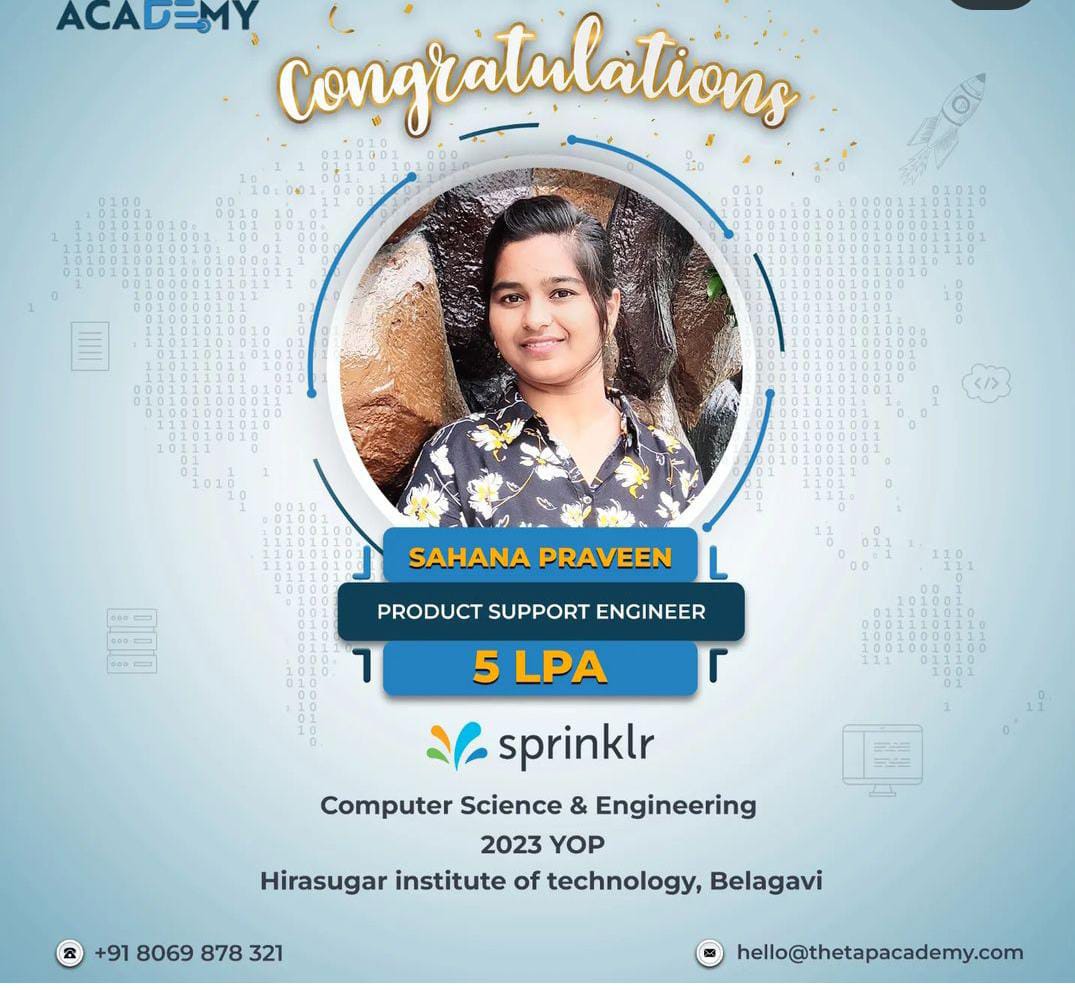 ACADEMY
Congratulations
SAHANA PRAVEEN
PRODUCT SUPPORT ENGINEER
5 LPA
sprinklr
Computer Science & Engineering
2023 YOP
Hirasugar institute of technology, Belagavi
+91 8069 878 321
hello@thetapacademy.com